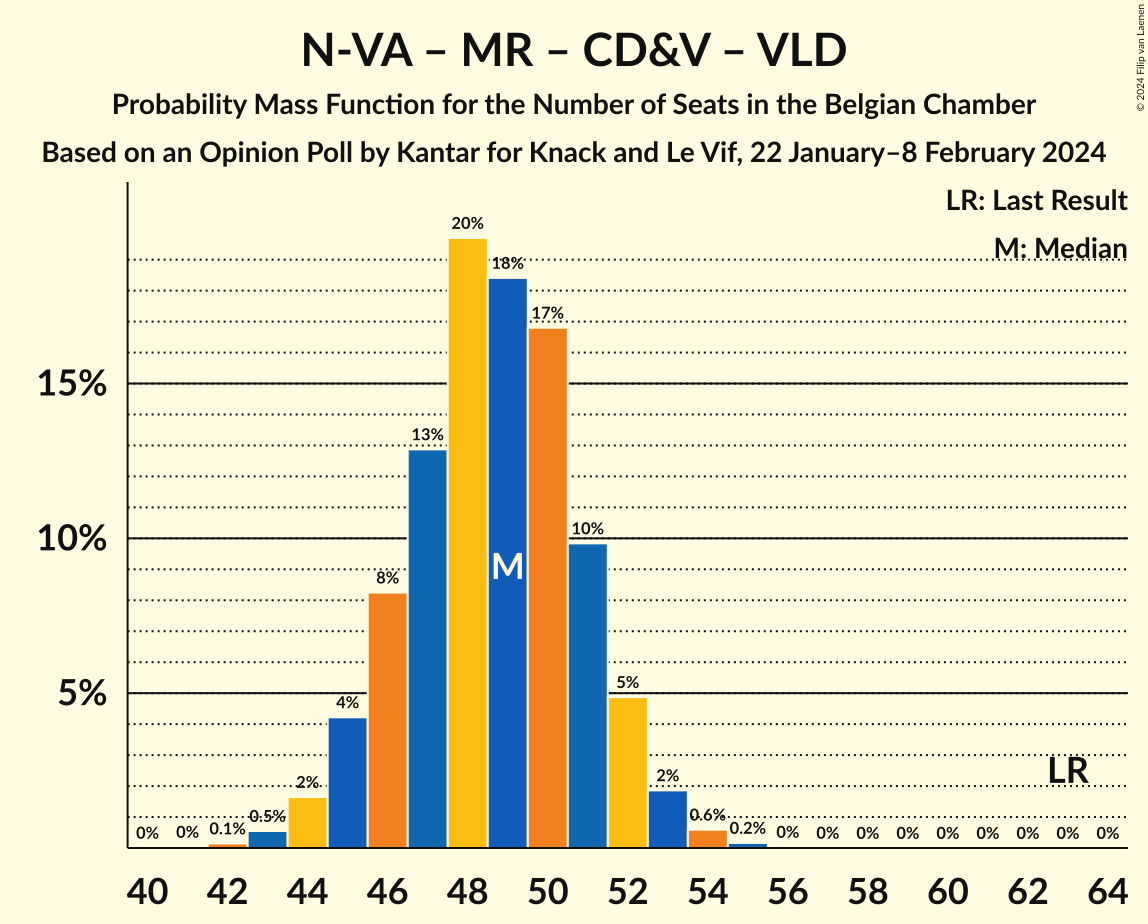 © 2024 Filip van Laenen
N-VA – MR – CD&V – VLD
Probability Mass Function for the Number of Seats in the Belgian Chamber
Based on an Opinion Poll by Kantar for Knack and Le Vif, 22 January–8 February 2024
LR: Last Result
M: Median
20%
18%
17%
15%
13%
10%
10%
M
8%
5%
5%
4%
LR
2%
2%
0.5%
0.6%
0% 0% 0.1% 0.2% 0% 0% 0% 0% 0% 0% 0% 0% 0%
40 42 44 46 48 50 52 54 56 58 60 62 64